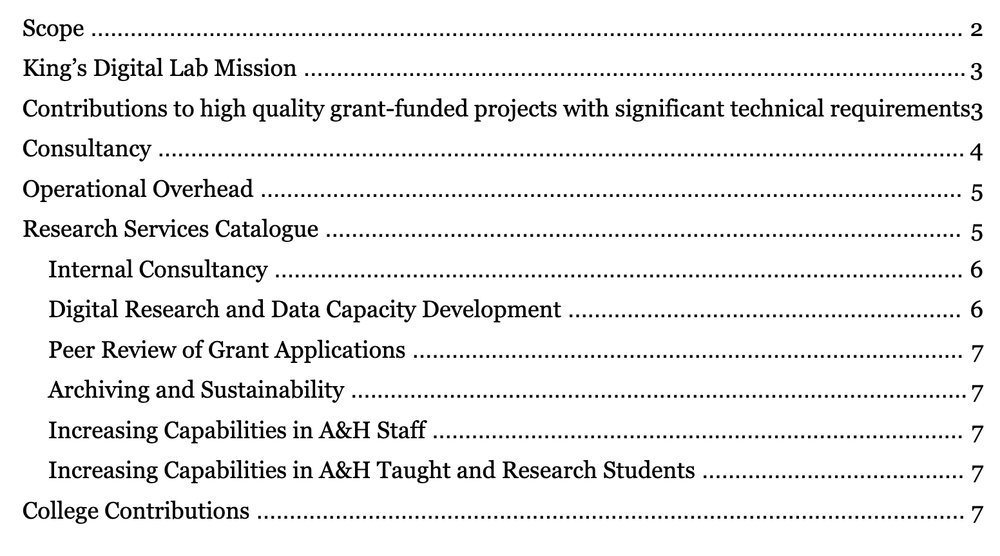 Scope ........................................................................................................................ 2
King’s Digital Lab Mission ........................................................................................... 3
Contributions to high quality grant-funded projects with significant technical requirements3
Consultancy ............................................................................................................... 4
Operational Overhead ................................................................................................. 5
Research Services Catalogue ........................................................................................ 5
Internal Consultancy ............................................................................................... 6
Digital Research and Data Capacity Development ...................................................... 6
Peer Review of Grant Applications ............................................................................ 7
Archiving and Sustainability ..................................................................................... 7
Increasing Capabilities in A&H Staff ......................................................................... 7
Increasing Capabilities in A&H Taught and Research Students .................................... 7
College Contributions .................................................................................................. 7